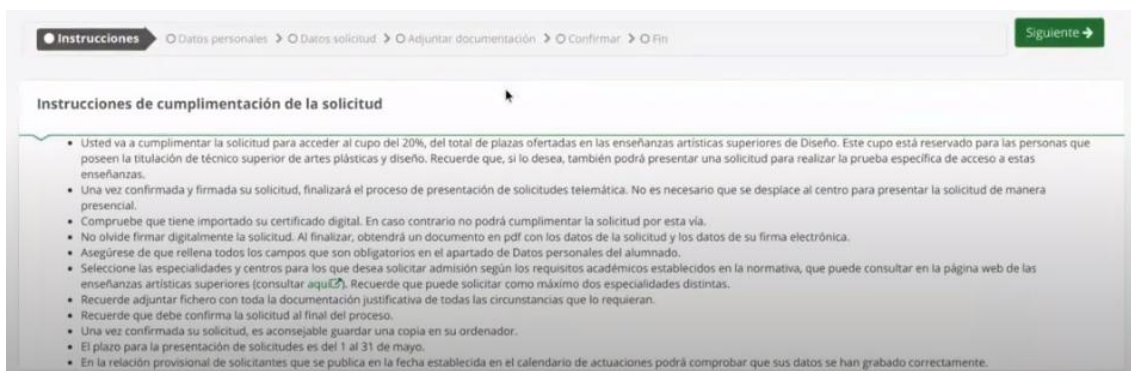 Instrucciones Datos personales Datos solicitud Adjuntar documentación Confirmar Fin
Siguiente
Instrucciones de cumplimentación de la solicitud
Usted va a cumplimentar la solicitud para acceder al cupo del 20%, del total de plazas ofertadas en las enseñanzas artísticas superiores de Diseño. Este cupo está reservado para las personas que
poseen la titulación de técnico superior de artes plásticas y diseño. Recuerde que, si lo desea, también podrá presentar una solicitud para realizar la prueba específica de acceso a estas
enseñanzas.
Una vez confirmada y firmada su solicitud, finalizará el proceso de presentación de solicitudes telemática. No es necesario que se desplace al centro para presentar la solicitud de manera
presencial.
Compruebe que tiene importado su certificado digital. En caso contrario no podrá cumplimentar la solicitud por esta vía.
No olvide firmar digitalmente la solicitud. Al finalizar, obtendrá un documento en pdf con los datos de la solicitud y los datos de su firma electrónica.
Asegúrese de que rellena todos los campos que son obligatorios en el apartado de Datos personales del alumnado.
Seleccione las especialidades y centros para los que desea solicitar admisión según los requisitos académicos establecidos en la normativa, que puede consultar en la página web de las
enseñanzas artísticas superiores (consultar aquí). Recuerde que puede solicitar como máximo dos especialidades distintas.
Recuerde adjuntar fichero con toda la documentación justificativa de todas las circunstancias que lo requieran.
Recuerde que debe confirma la solicitud al final del proceso.
Una vez confirmada su solicitud, es aconsejable guardar una copia en su ordenador.
El plazo para la presentación de solicitudes es del 1 al 31 de mayo.
En la relación provisional de solicitantes que se publica en la fecha establecida en el calendario de actuaciones podrá comprobar que sus datos se han grabado correctamente.